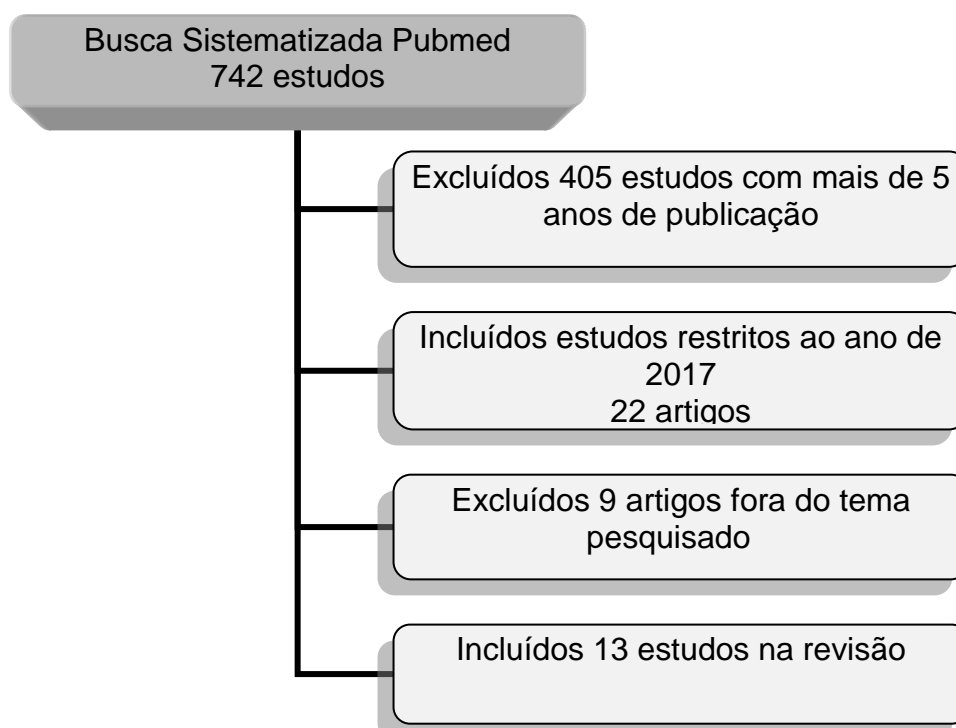 Busca Sistematizada Pubmed
742 estudos
Excluídos 405 estudos com mais de 5
anos de publicação
Incluídos estudos restritos ao ano de
2017
22 artigos
Excluídos 9 artigos fora do tema
pesquisado
Incluídos 13 estudos na revisão